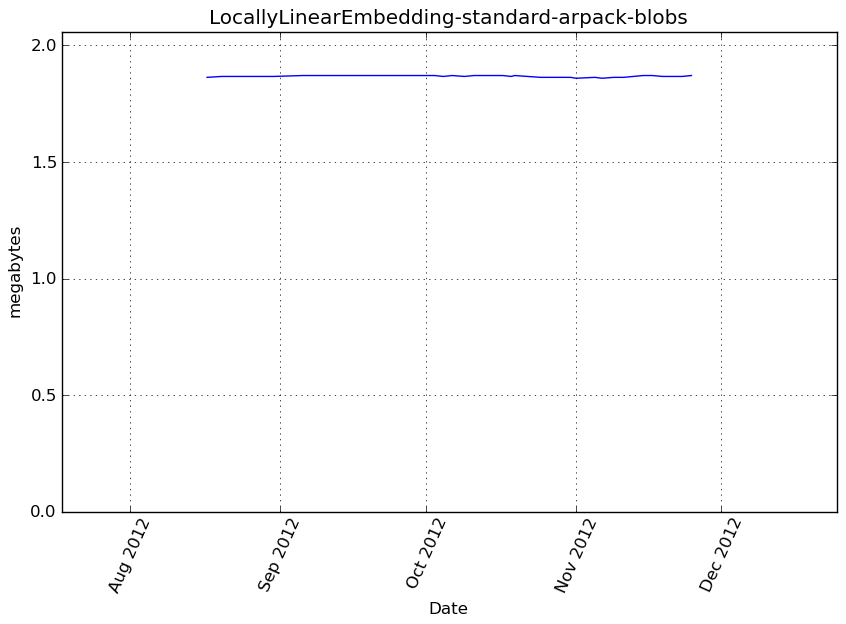 LocallyLinearEmbedding-standard-arpack-blobs
2.0
1.5
1.0
0.5
0.0
megabytes
Aug 2012
Sep 2012
Oct 2012
Nov 2012
Dec 2012
Date